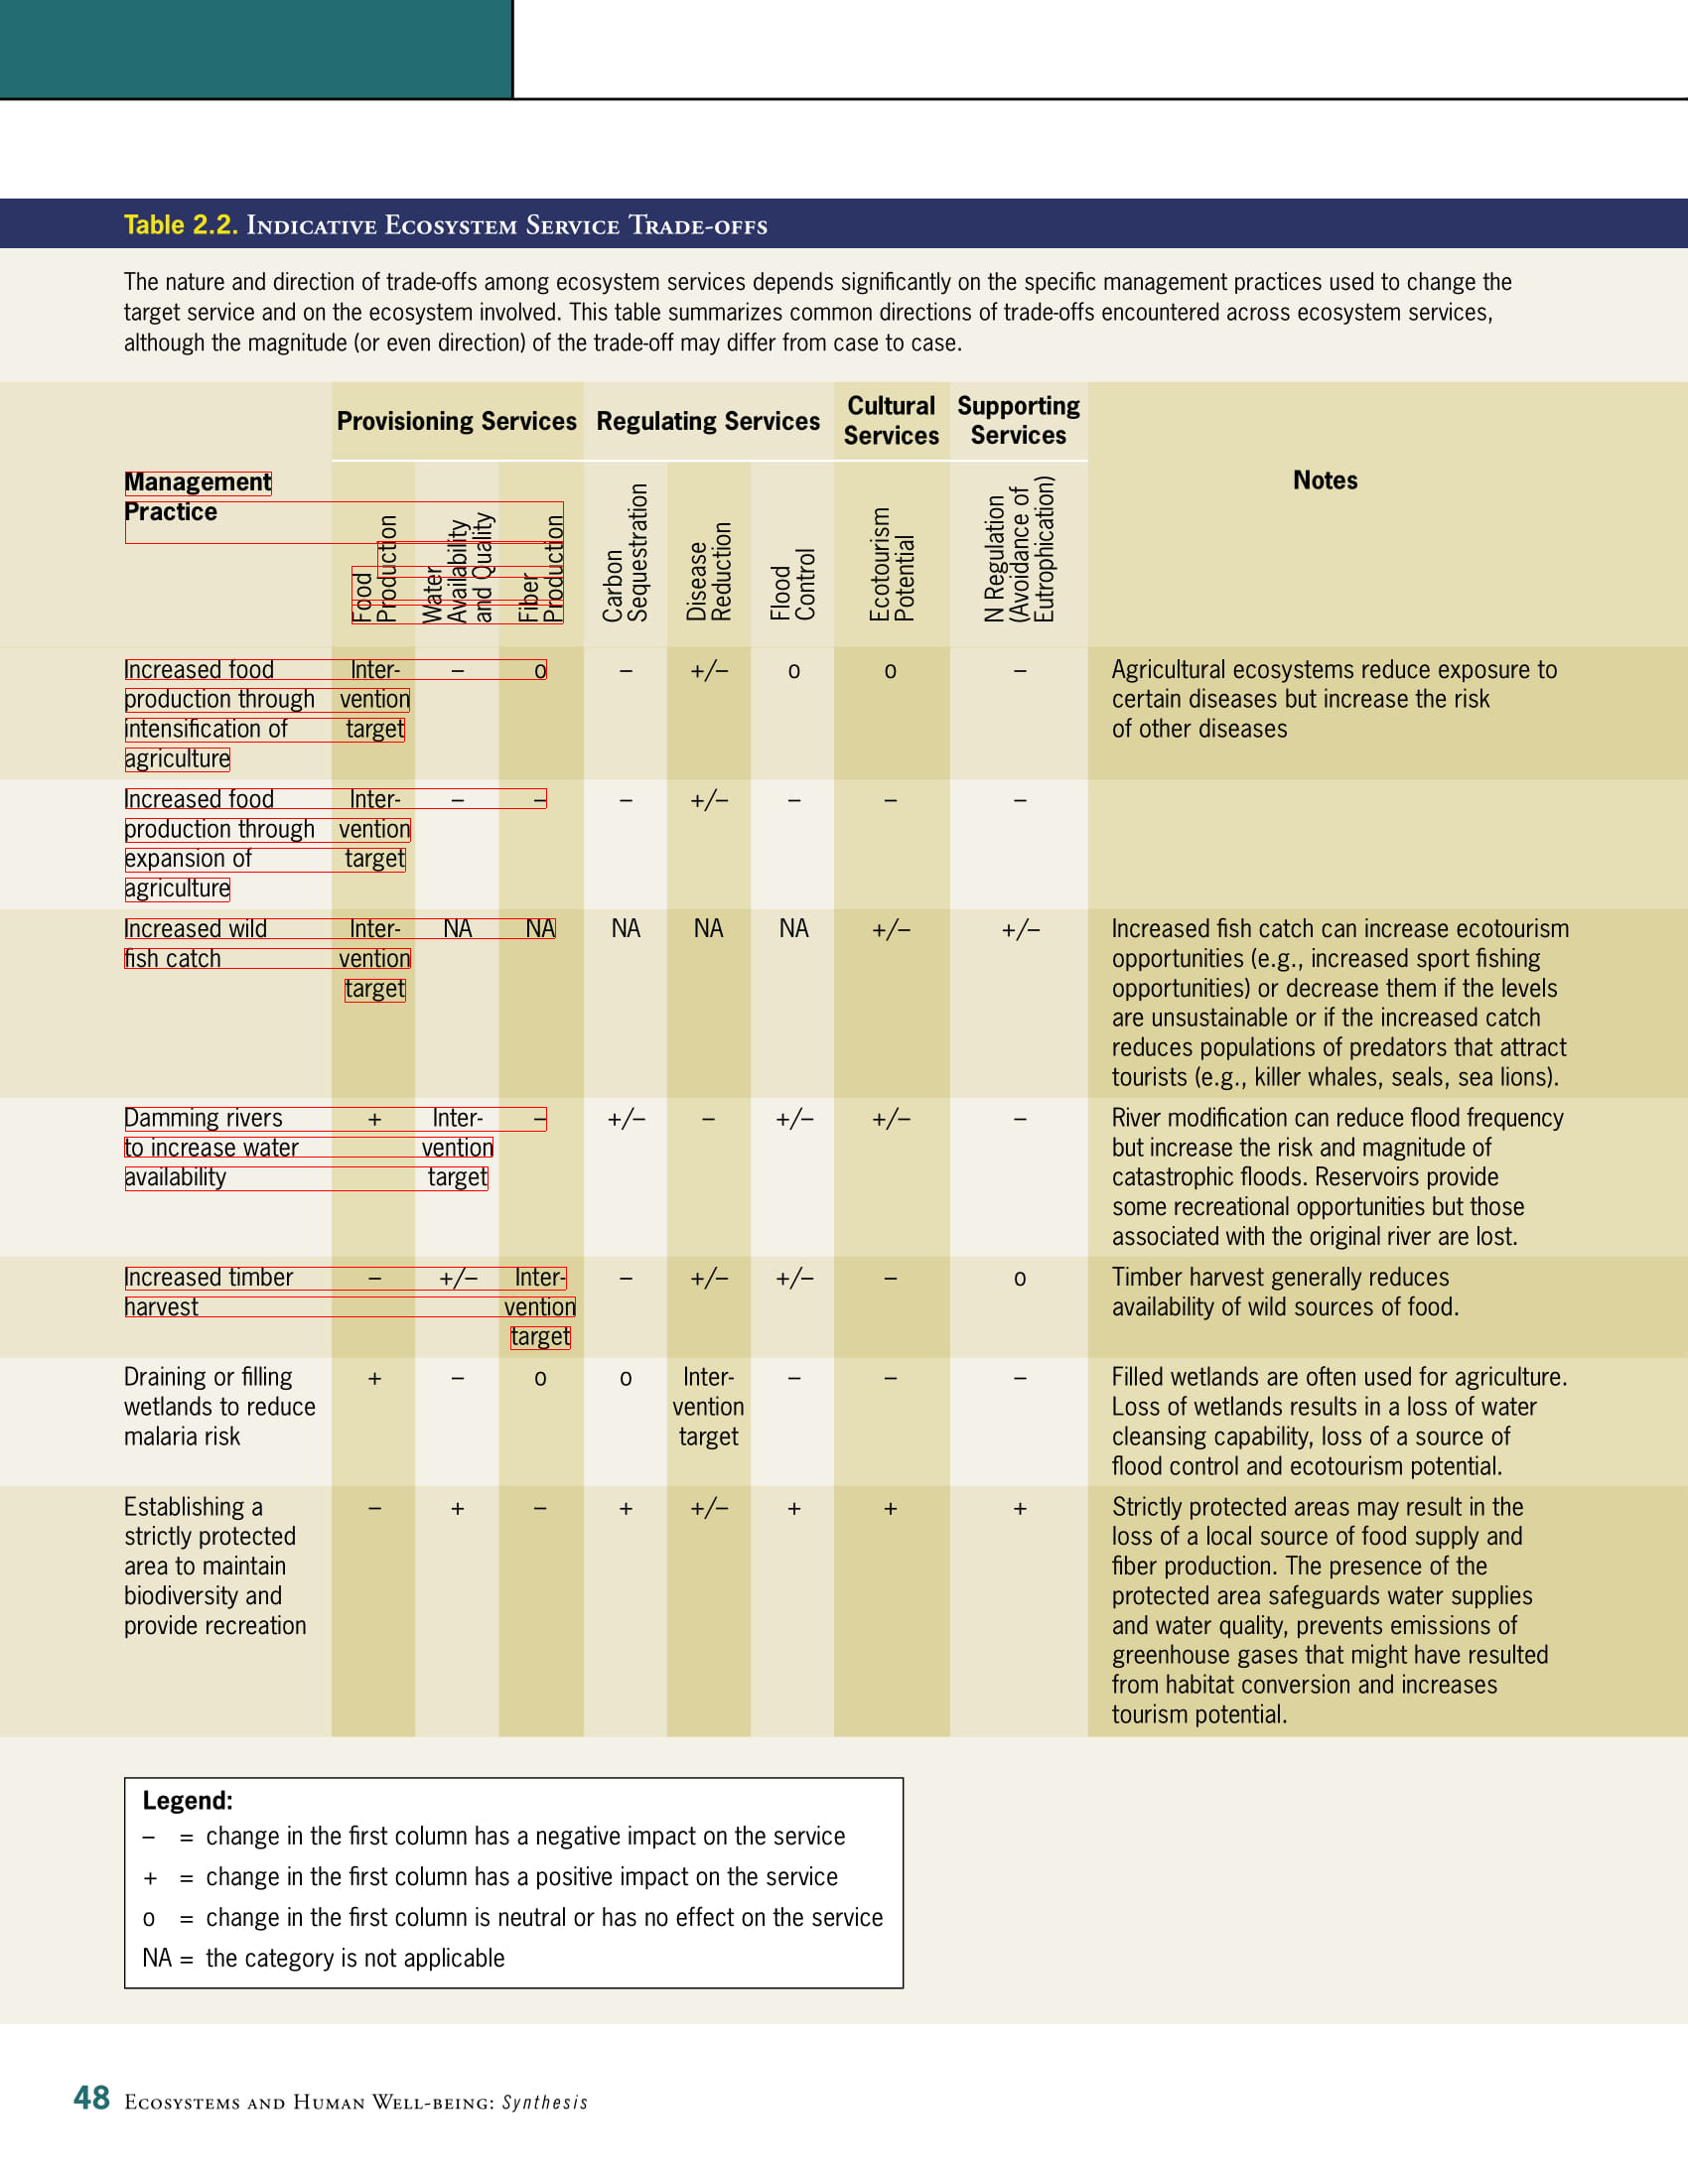 Table 2.2. Indicative Ecosystem Service Trade-offs
The nature and direction of trade-offs among ecosystem services depends significantly on the specific management practices used to change the
target service and on the ecosystem involved. This table summarizes common directions of trade-offs encountered across ecosystem services,
although the magnitude (or even direction) of the trade-off may differ from case to case.
Provisioning Services Regulating Services Cultural Services Supporting Services
Management
Practice
Food
Production
Water
Availability
and Quality
Fiber
Production
Carbon
Sequestration
Disease
Reduction
Flood
Control
Ecotourism
Potential
N Regulation
(Avoidance of
Eutrophication)
Notes
Increased food Inter- – o – +/– o o – Agricultural ecosystems reduce exposure to
production through vention certain diseases but increase the risk
intensification of target of other diseases
agriculture
Increased food Inter- – – – +/– – – –
production through vention
expansion of target
agriculture
Increased wild Inter- NA NA NA NA NA +/– +/– Increased fish catch can increase ecotourism
fish catch vention opportunities (e.g., increased sport fishing
target opportunities) or decrease them if the levels
are unsustainable or if the increased catch
reduces populations of predators that attract
tourists (e.g., killer whales, seals, sea lions).
Damming rivers + Inter- – +/– – +/– +/– – River modification can reduce flood frequency
to increase water vention but increase the risk and magnitude of
availability target catastrophic floods. Reservoirs provide
some recreational opportunities but those
associated with the original river are lost.
Increased timber – +/– Inter- – +/– +/– – o Timber harvest generally reduces
harvest vention availability of wild sources of food.
target
Draining or filling + – o o Inter- – – – Filled wetlands are often used for agriculture.
wetlands to reduce vention Loss of wetlands results in a loss of water
malaria risk target cleansing capability, loss of a source of
flood control and ecotourism potential.
Establishing a – + – + +/– + + + Strictly protected areas may result in the
strictly protected loss of a local source of food supply and
area to maintain fiber production. The presence of the
biodiversity and protected area safeguards water supplies
provide recreation and water quality, prevents emissions of
greenhouse gases that might have resulted
from habitat conversion and increases
tourism potential.
Legend:
– = change in the first column has a negative impact on the service
+ = change in the first column has a positive impact on the service
o = change in the first column is neutral or has no effect on the service
NA = the category is not applicable
48 Ecosystems and Human Well-being: Synthesis